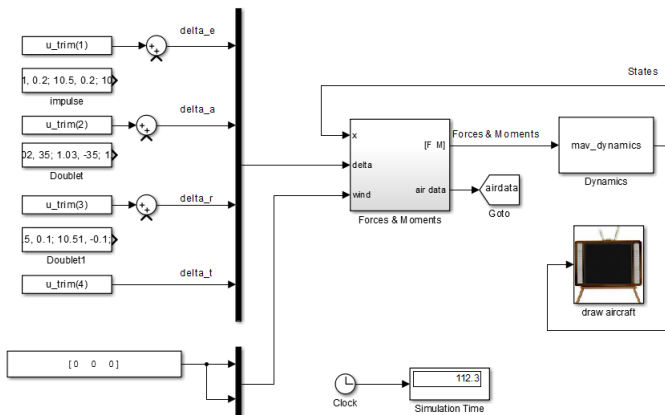 u_trim(1)
delta_e
1, 0.2; 10.5, 0.2; 10
impulse
u_trim(2)
delta_a
02, 35; 1.03, -35; 1.
Doublet
u_trim(3)
delta_r
.5, 0.1; 10.51, -0.1;
Doublet1
u_trim(4)
delta_t
[ 0 0 0 ]
States
x
delta
wind
[F M]
air data
Forces & Moments
Forces & Moments
airdata
Goto
mav_dynamics
Dynamics
draw aircraft
Clock
112.3
Simulation Time